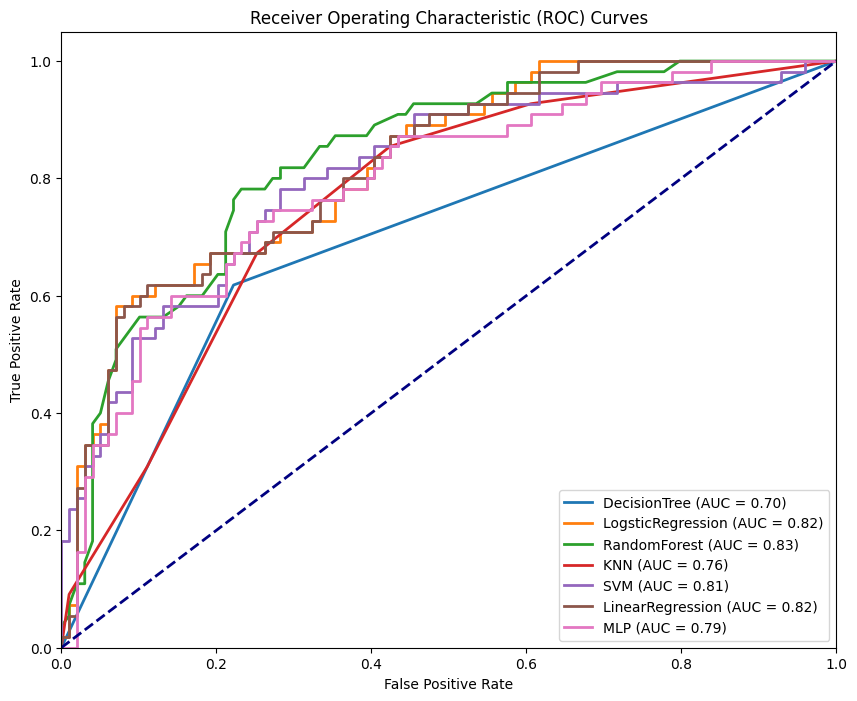 Receiver Operating Characteristic (ROC) Curves
True Positive Rate
1.0
0.8
0.6
0.4
0.2
0.0
DecisionTree (AUC = 0.70)
LogsticRegression (AUC = 0.82)
RandomForest (AUC = 0.83)
KNN (AUC = 0.76)
SVM (AUC = 0.81)
LinearRegression (AUC = 0.82)
MLP (AUC = 0.79)
0.0 0.2 0.4 0.6 0.8 1.0
False Positive Rate